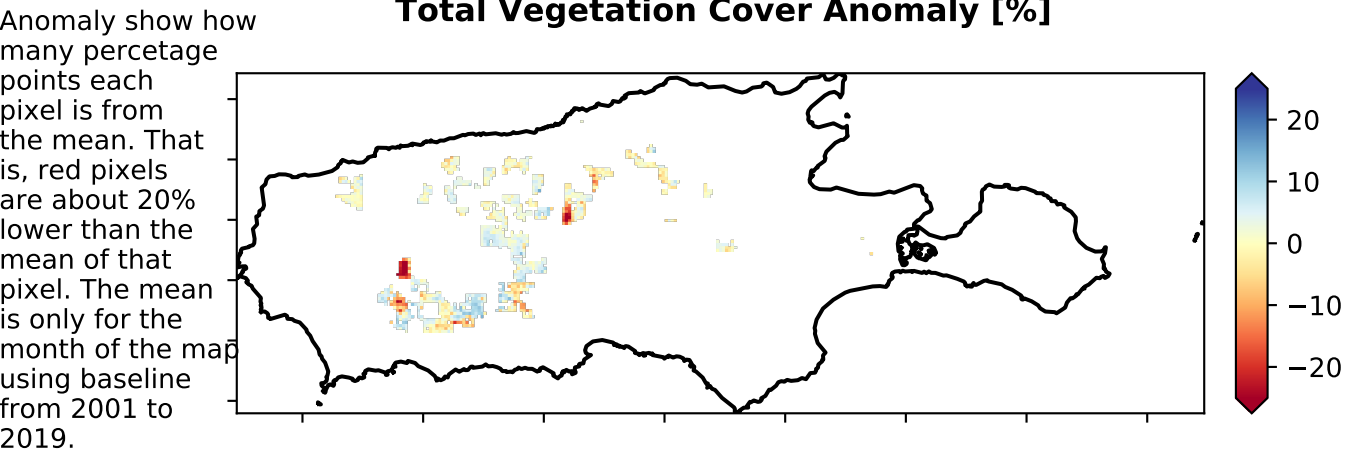 Total Vegetation Cover Anomaly [%]
Anomaly show how
many percetage
points each
pixel is from
the mean. That
is, red pixels
are about 20%
lower than the
mean of that
pixel. The mean
is only for the
month of the map
using baseline
from 2001 to
2019.
20
10
0
−10
−20